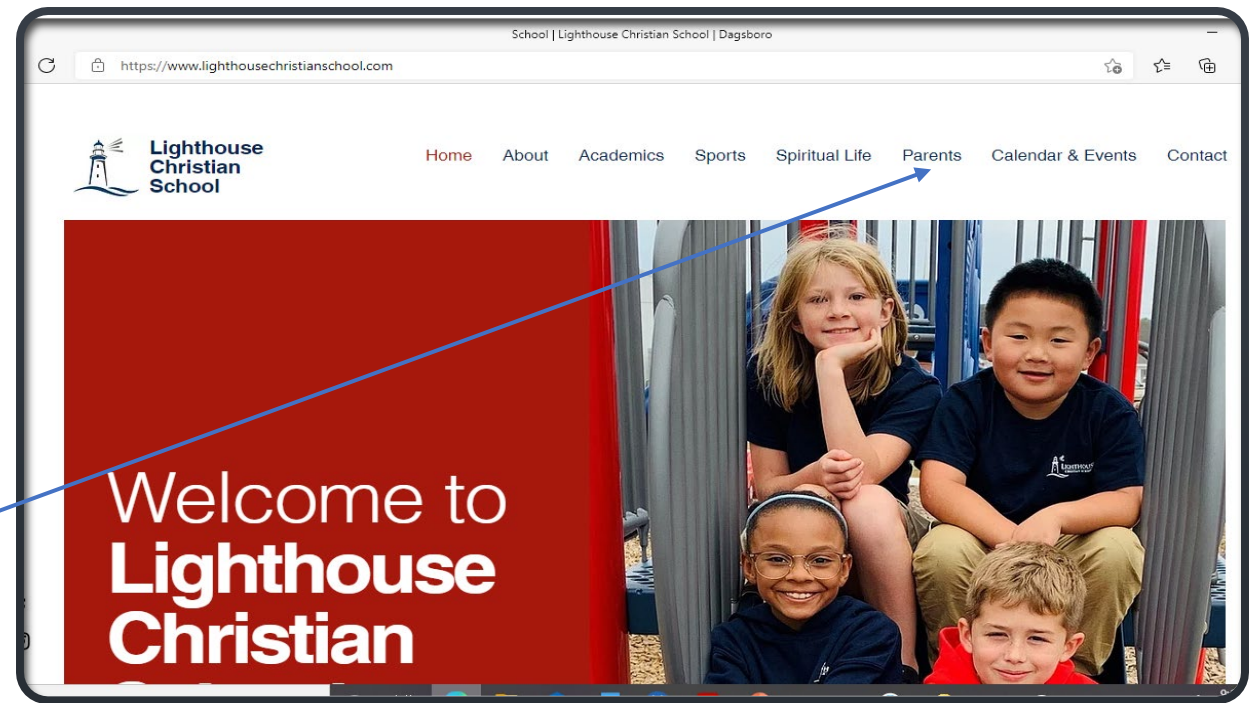 School | Lighthouse Christian School | Dagsboro
https://www.lighthousechristianschool.com
Lighthouse
Christian
School
Home About Academics Sports Spiritual Life Parents Calendar & Events Contact
Welcome to
Lighthouse
Christian
LIGHTHOUSE